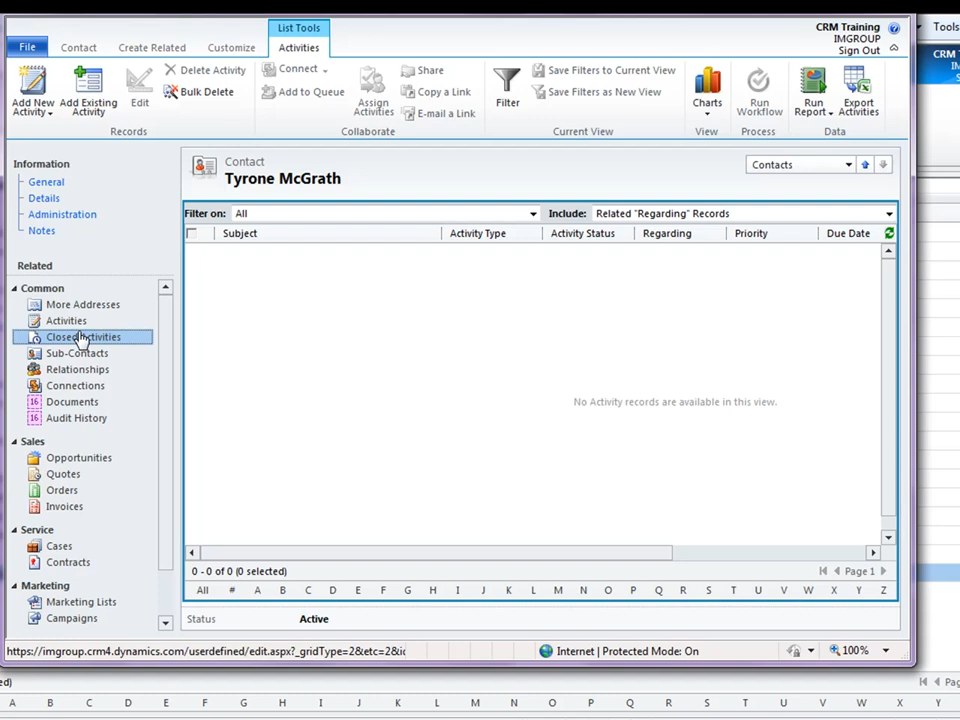 List Tools
CRM Training
IMGROUP
Sign Out
Tools
File
Contact
Create Related
Customize
Activities
CRM
Add New Activity
Add Existing Activity
Edit
Delete Activity
Bulk Delete
Records
Connect
Add to Queue
Assign Activities
Share
Copy a Link
E-mail a Link
Collaborate
Filter
Save Filters to Current View
Save Filters as New View
Current View
Charts
View
Run Workflow
Process
Run Report
Export Activities
Data
Information
General
Details
Administration
Notes
Related
Common
More Addresses
Activities
Closed Activities
Sub-Contacts
Relationships
Connections
Documents
Audit History
Sales
Opportunities
Quotes
Orders
Invoices
Service
Cases
Contracts
Marketing
Marketing Lists
Campaigns
Contact
Tyrone McGrath
Contacts
Filter on: All
Include: Related "Regarding" Records
Subject Activity Type Activity Status Regarding Priority Due Date
No Activity records are available in this view.
0 - 0 of 0 (0 selected)
Page 1
All # A B C D E F G H I J K L M N O P Q R S T U V W X Y Z
Status Active
https://imgroup.crm4.dynamics.com/userdefined/edit.aspx?_gridType=2&etc=2&ic
Internet | Protected Mode: On
100%
ed)
Pag
A B C D E F G H I J K L M N O P Q R S T U V W X Y